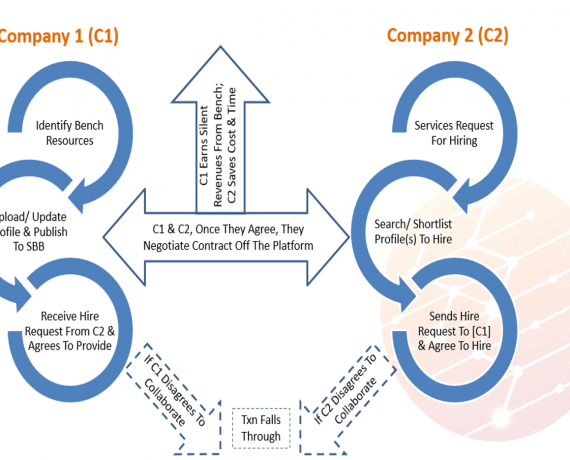 Company 1 (C1)
Company 2 (C2)
Identify Bench
Resources
pload/ Update
ofile & Publish
To SBB
Receive Hire
Request From C2 &
Agrees To Provide
C1 Earns Silent
Revenues From Bench;
C2 Saves Cost & Time
C1 & C2, Once They Agree, They
Negotiate Contract Off The Platform
Services Request
For Hiring
Search/ Shortlist
Profile(s) To Hire
Sends Hire
Request To [C1]
& Agree To Hire
If C1 Disagrees To
Collaborate
Txn Falls
Through
If C2 Disagrees To
Collaborate